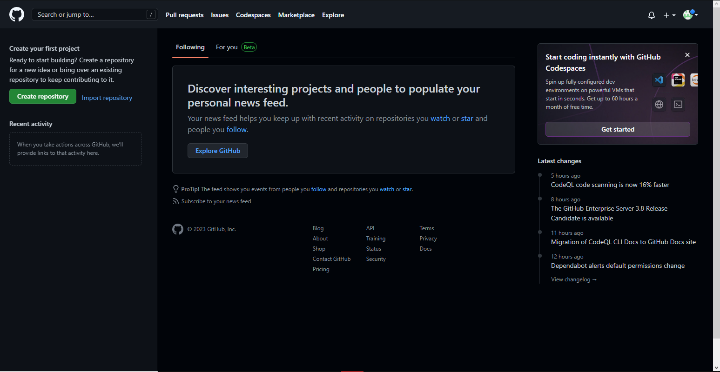 Search or jump to...
/
Pull requests Issues Codespaces Marketplace Explore
Create your first project
Ready to start building? Create a repository
for a new idea or bring over an existing
repository to keep contributing to it.
Create repository
Import repository
Recent activity
When you take actions across GitHub, we'll
provide links to that activity here.
Following
For you Beta
Discover interesting projects and people to populate your
personal news feed.
Your news feed helps you keep up with recent activity on repositories you watch or star and
people you follow.
Explore GitHub
ProTip! The feed shows you events from people you follow and repositories you watch or star.
Subscribe to your news feed
© 2023 GitHub, Inc.
Blog
About
Shop
Contact GitHub
Pricing
API
Training
Status
Security
Terms
Privacy
Docs
Start coding instantly with GitHub
Codespaces
Spin up fully configured dev
environments on powerful VMs that
start in seconds. Get up to 60 hours a
month of free time.
Get started
Latest changes
5 hours ago
CodeQL code scanning is now 16% faster
8 hours ago
The GitHub Enterprise Server 3.8 Release
Candidate is available
11 hours ago
Migration of CodeQL CLI Docs to GitHub Docs site
12 hours ago
Dependabot alerts default permissions change
View changelog →